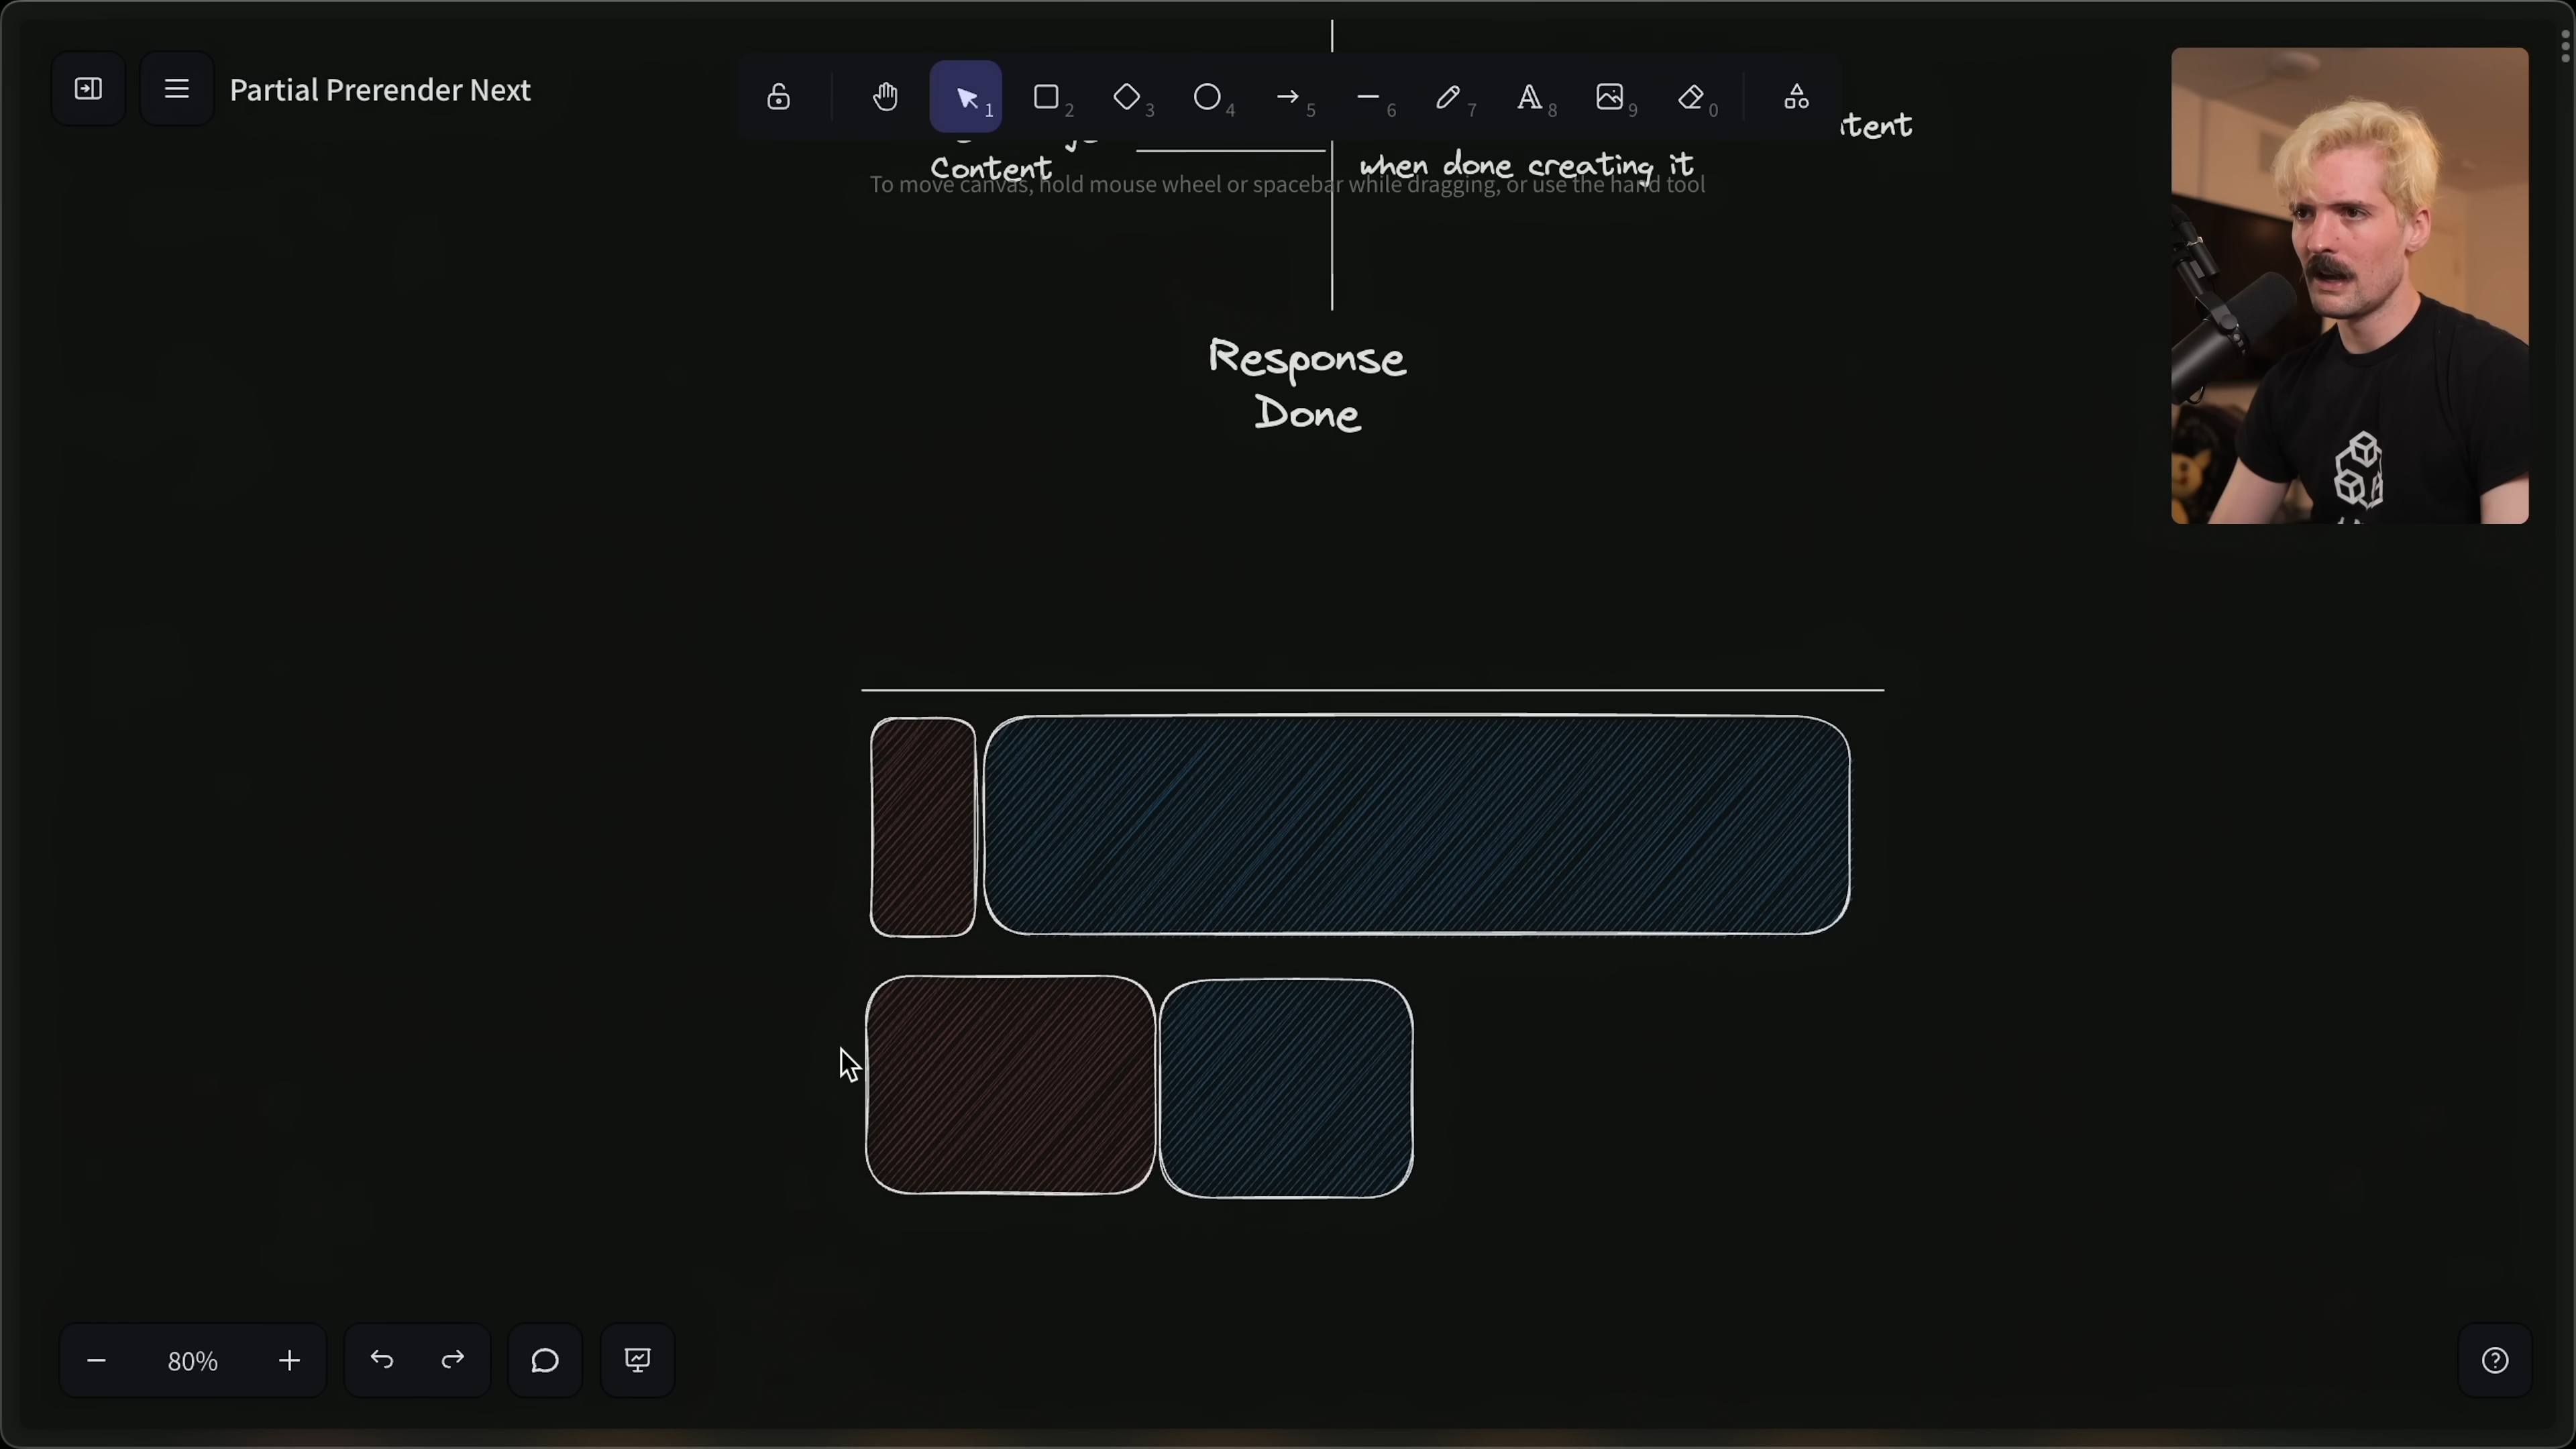 Partial Prerender Next
1
2
3
4
5
6
7
8
9
0
Content
when done creating it
To move canvas, hold mouse wheel or spacebar while dragging, or use the hand tool
Response
Done
80%